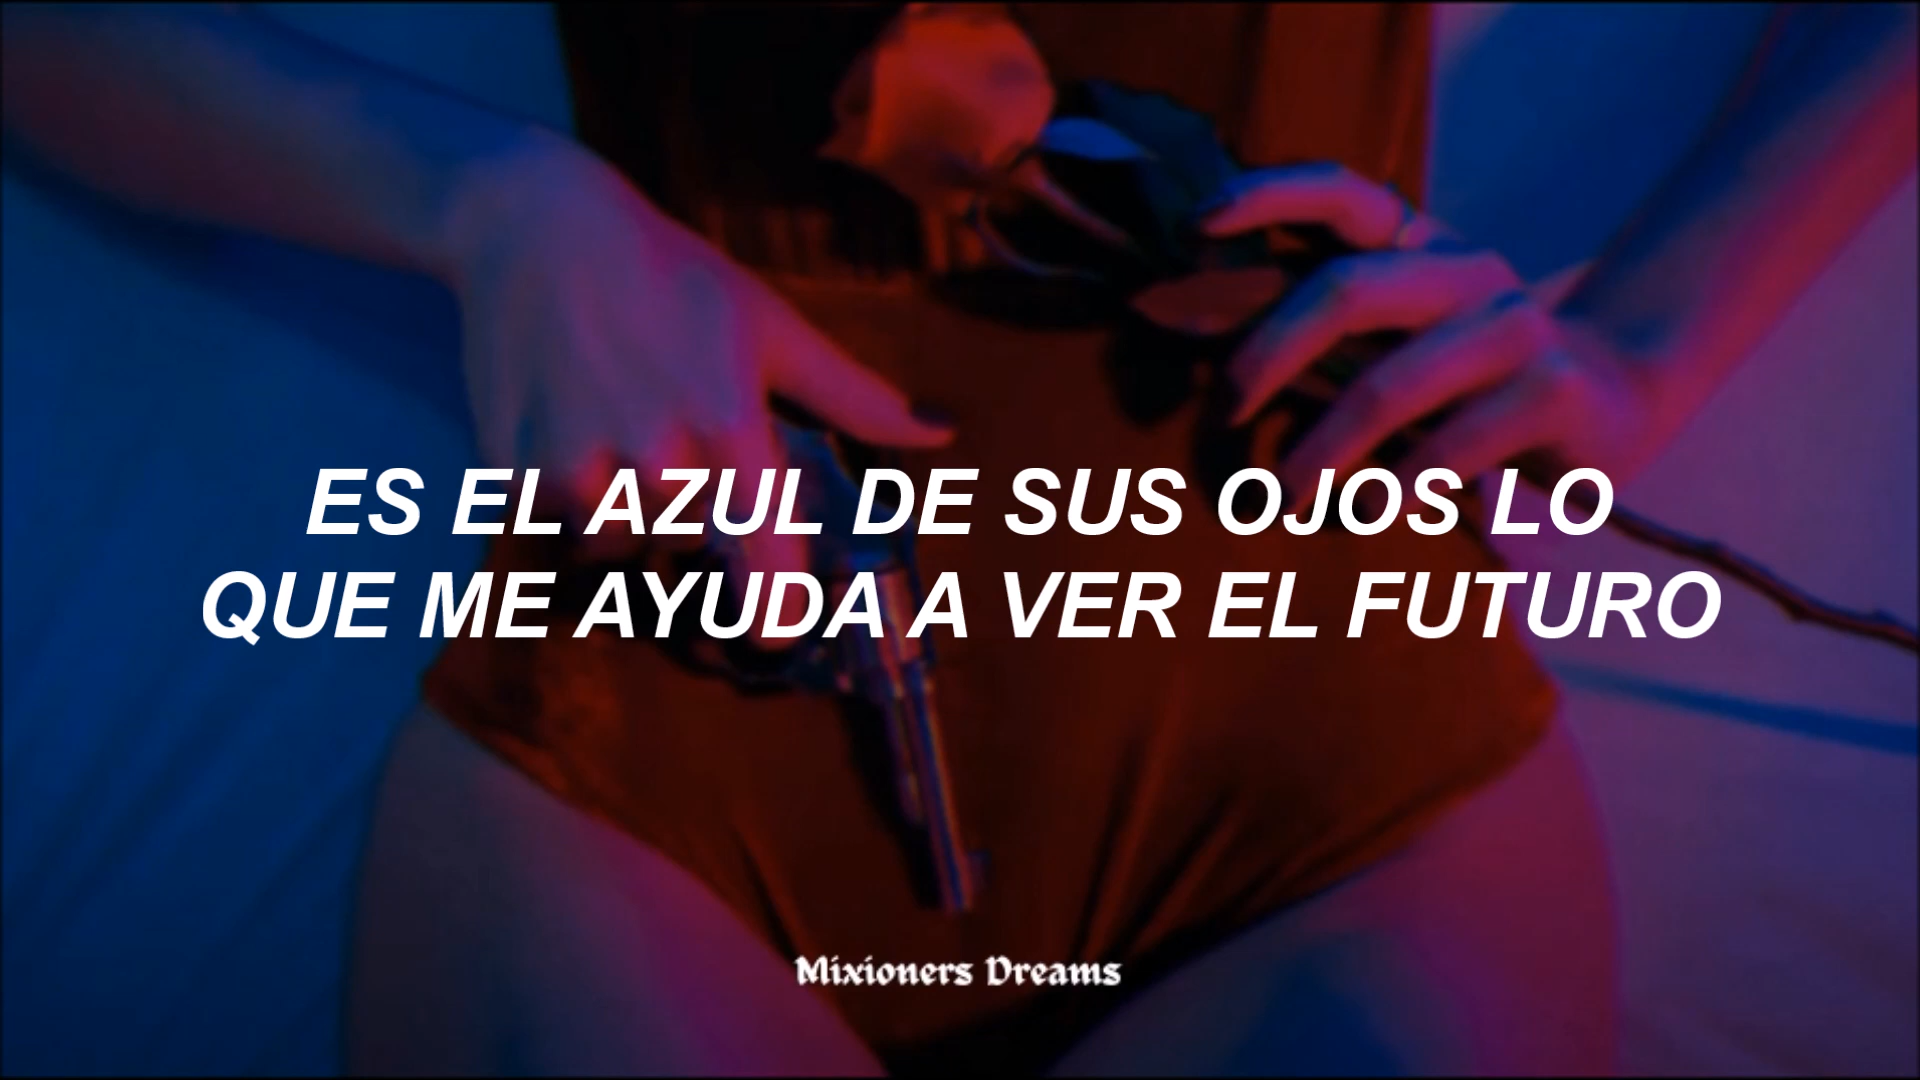 ES EL AZUL DE SUS OJOS LO
QUE ME AYUDA A VER EL FUTURO
Mixioners Dreams